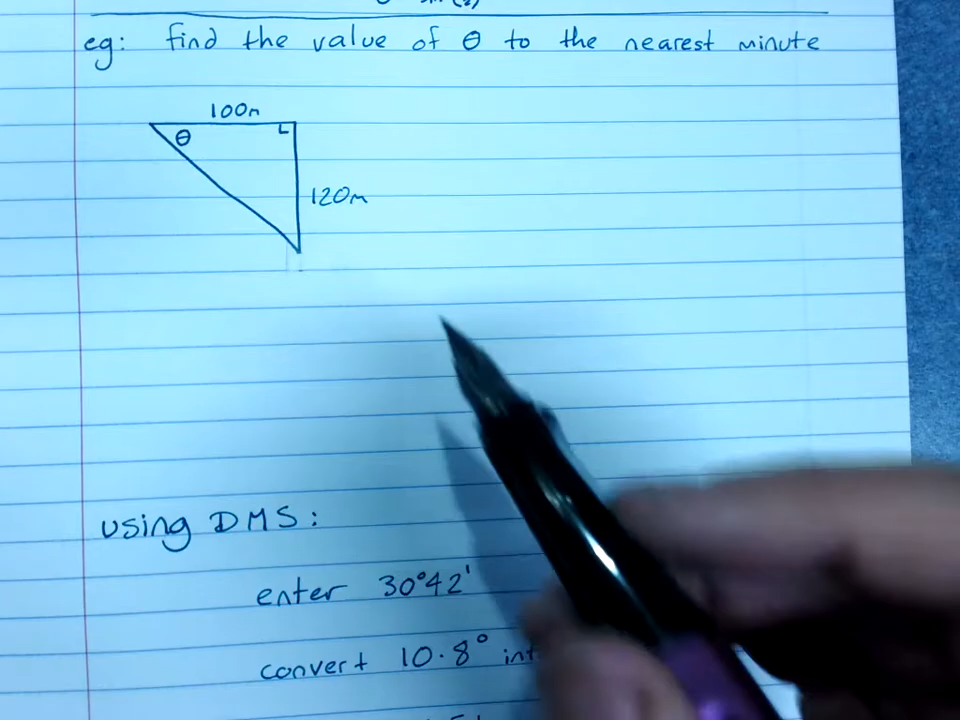 eg: find the value of θ to the nearest minute
100m
θ
120m
using DMS:
enter 30°42'
convert 10.8°